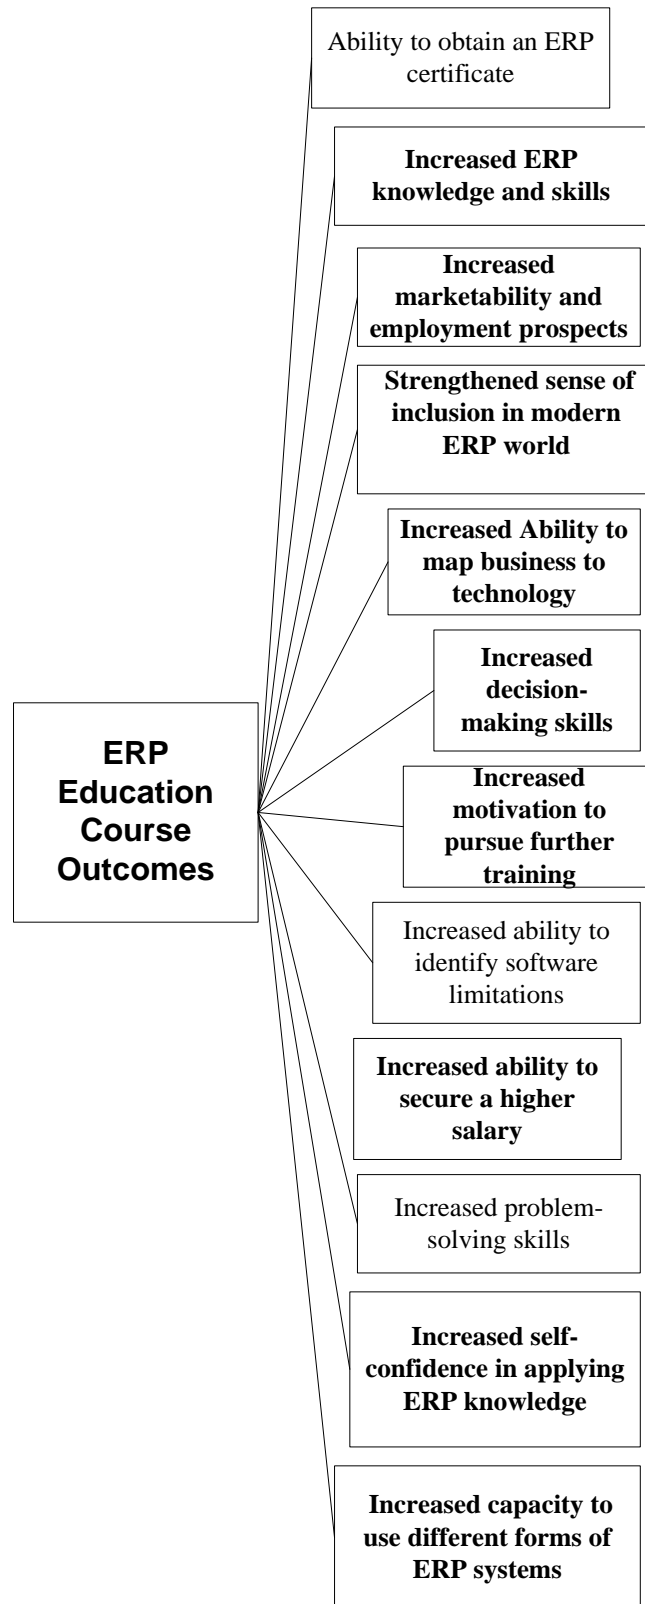 Ability to obtain an ERP
certificate
Increased ERP
knowledge and skills
Increased
marketability and
employment prospects
Strengthened sense of
inclusion in modern
ERP world
Increased Ability to
map business to
technology
Increased
decision-
making skills
ERP
Education
Course
Outcomes
Increased
motivation to
pursue further
training
Increased ability to
identify software
limitations
Increased ability to
secure a higher
salary
Increased problem-
solving skills
Increased self-
confidence in applying
ERP knowledge
Increased capacity to
use different forms of
ERP systems